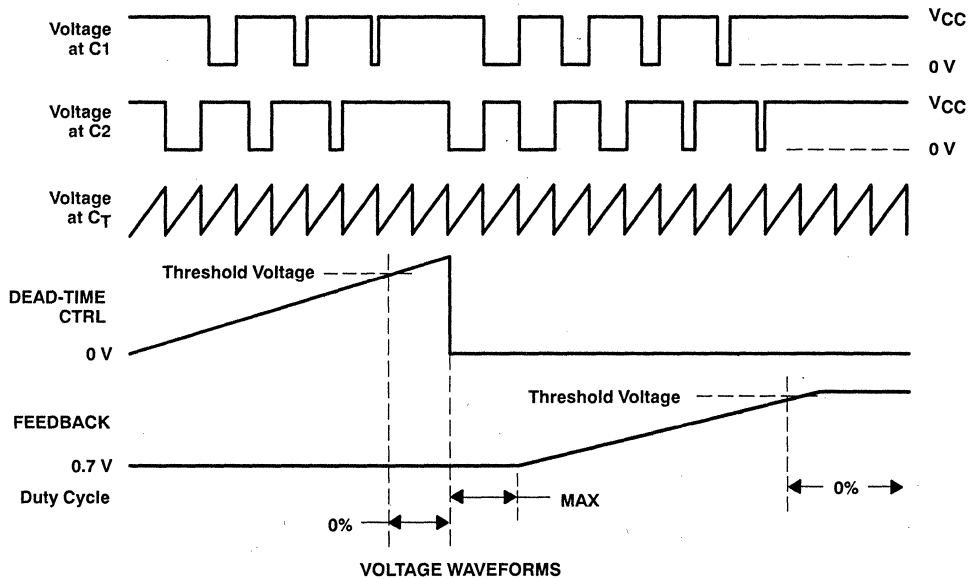 Voltage
at C1
VCC
0 V
Voltage
at C2
VCC
0 V
Voltage
at CT
Threshold Voltage
DEAD-TIME
CTRL
0 V
Threshold Voltage
FEEDBACK
0.7 V
Duty Cycle
MAX
0%
0%
VOLTAGE WAVEFORMS